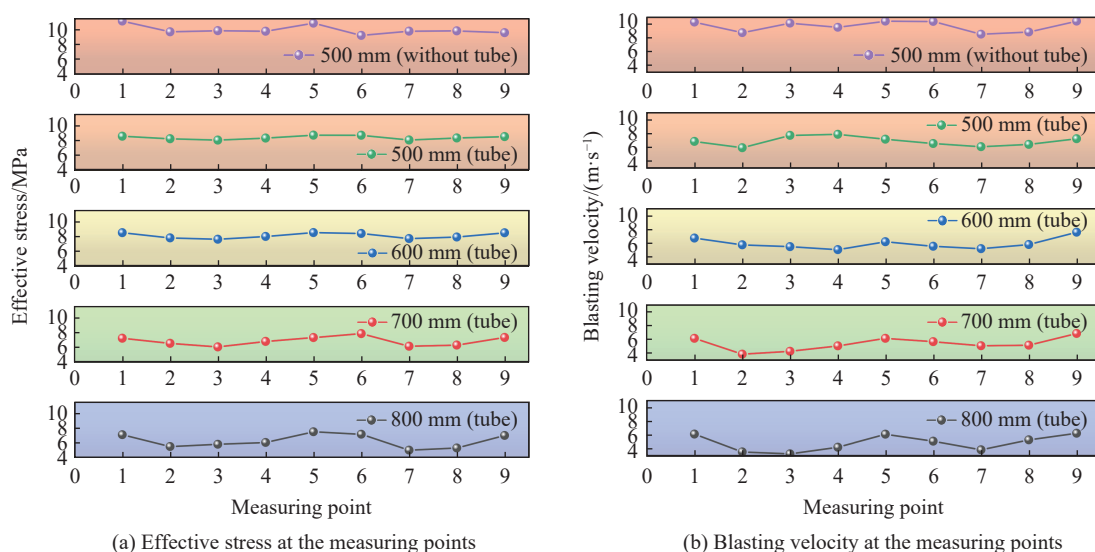 10
8
6
4
500 mm (without tube)
0 1 2 3 4 5 6 7 8 9
10
8
6
4
500 mm (tube)
0 1 2 3 4 5 6 7 8 9
10
8
6
4
600 mm (tube)
0 1 2 3 4 5 6 7 8 9
10
8
6
4
700 mm (tube)
0 1 2 3 4 5 6 7 8 9
10
8
6
4
800 mm (tube)
0 1 2 3 4 5 6 7 8 9
Effective stress/MPa
Measuring point
(a) Effective stress at the measuring points
10
8
6
4
500 mm (without tube)
0 1 2 3 4 5 6 7 8 9
10
8
6
4
500 mm (tube)
0 1 2 3 4 5 6 7 8 9
10
8
6
4
600 mm (tube)
0 1 2 3 4 5 6 7 8 9
10
8
6
4
700 mm (tube)
0 1 2 3 4 5 6 7 8 9
10
8
6
4
800 mm (tube)
0 1 2 3 4 5 6 7 8 9
Blasting velocity/(m·s⁻¹)
Measuring point
(b) Blasting velocity at the measuring points